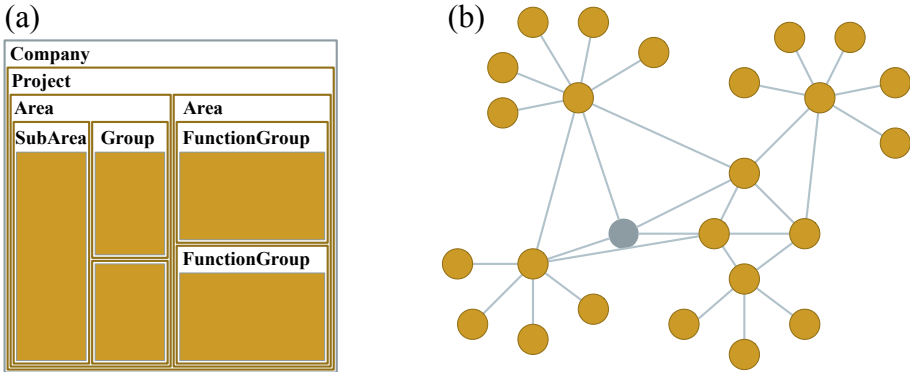 (a)
(b)
Company
Project
Area
Area
SubArea
Group
FunctionGroup
FunctionGroup